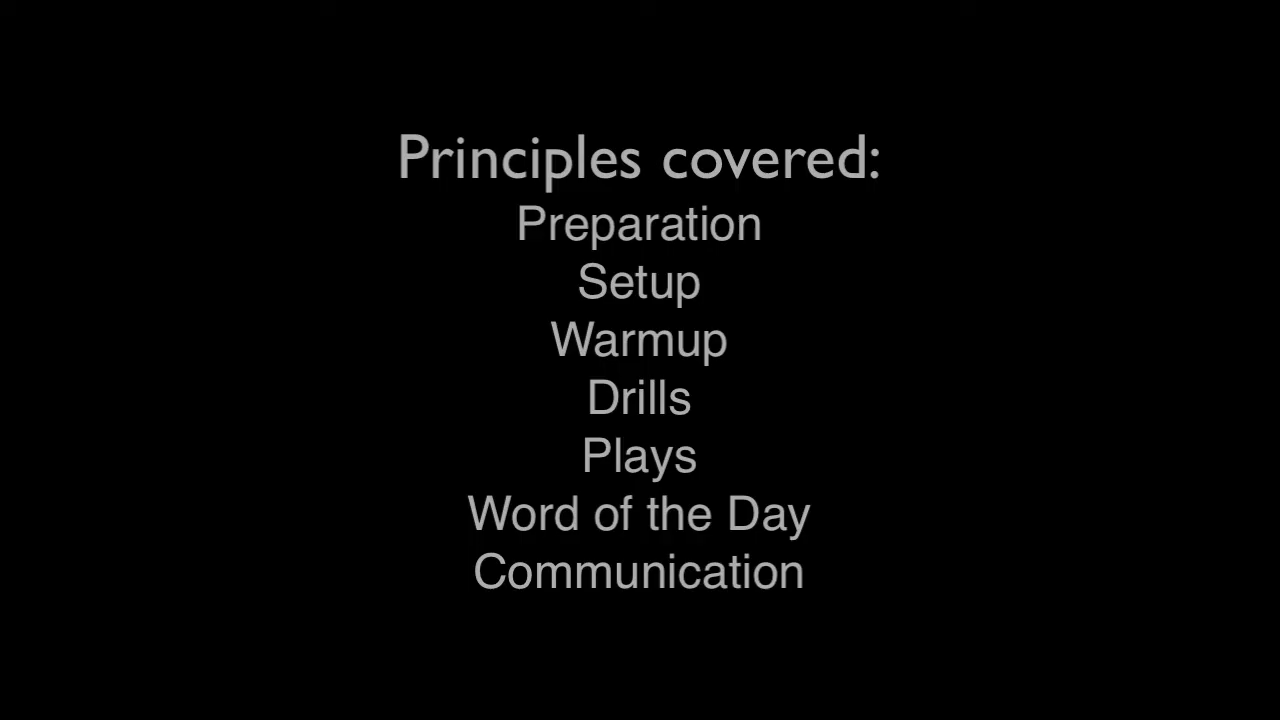 Principles covered:
Preparation
Setup
Warmup
Drills
Plays
Word of the Day
Communication